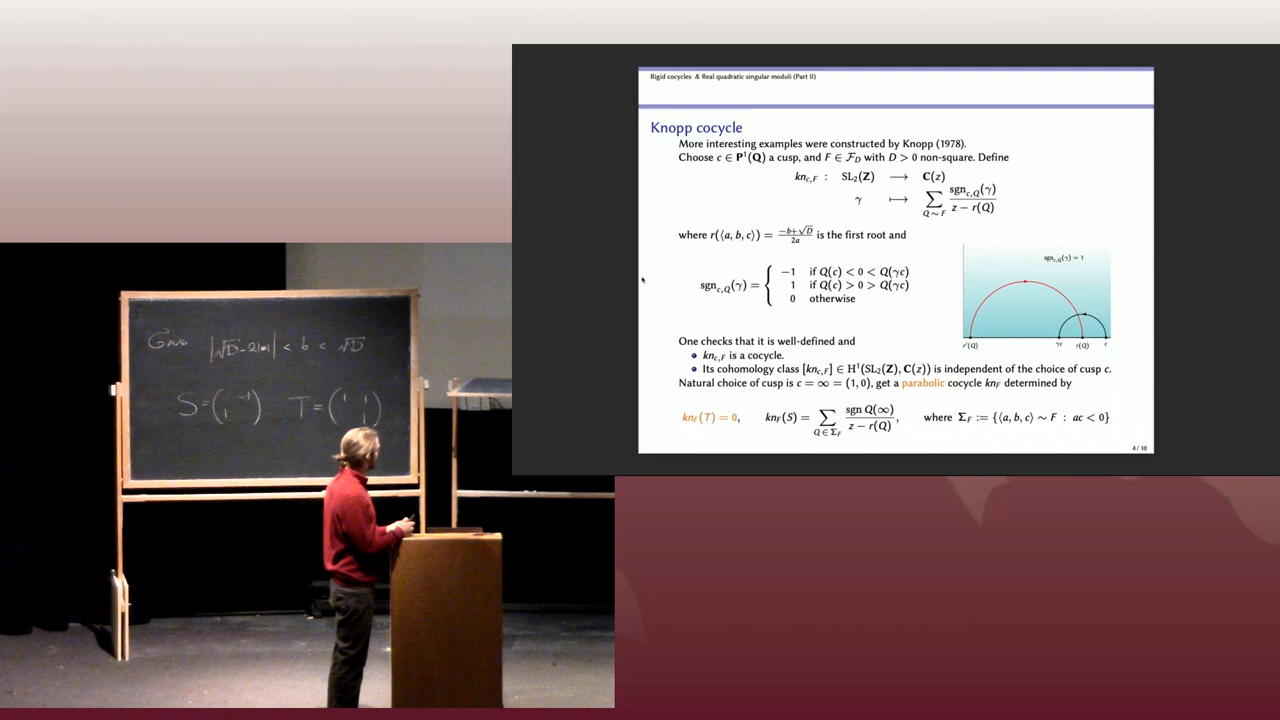 Rigid cocycles & Real quadratic singular moduli (Part II)
Knopp cocycle
More interesting examples were constructed by Knopp (1978).
Choose c ∈ P¹(Q) a cusp, and F ∈ 𝓕_D with D > 0 non-square. Define
kn_{c,F} : SL₂(Z) ⟶ C(z)
γ ⟼ ∑_{Q∼F} sgn_{c,Q}(γ) / (z − r(Q))
where r(⟨a, b, c⟩) = (−b+√D)/2a is the first root and
sgn_{c,Q}(γ) = 1
sgn_{c,Q}(γ) = {
−1 if Q(c) < 0 < Q(γc)
1 if Q(c) > 0 > Q(γc)
0 otherwise
r′(Q) γc r(Q) c
One checks that it is well-defined and
• kn_{c,F} is a cocycle.
• Its cohomology class [kn_{c,F}] ∈ H¹(SL₂(Z), C(z)) is independent of the choice of cusp c.
Natural choice of cusp is c = ∞ = (1, 0), get a parabolic cocycle kn_F determined by
kn_F(T) = 0, kn_F(S) = ∑_{Q∈Σ_F} sgn Q(∞) / (z − r(Q)), where Σ_F := {⟨a, b, c⟩ ∼ F : ac < 0}
4 / 10
|√D − 2|a|| < b < √D
S = ( −1 1 ) T = ( 1 1 1 )